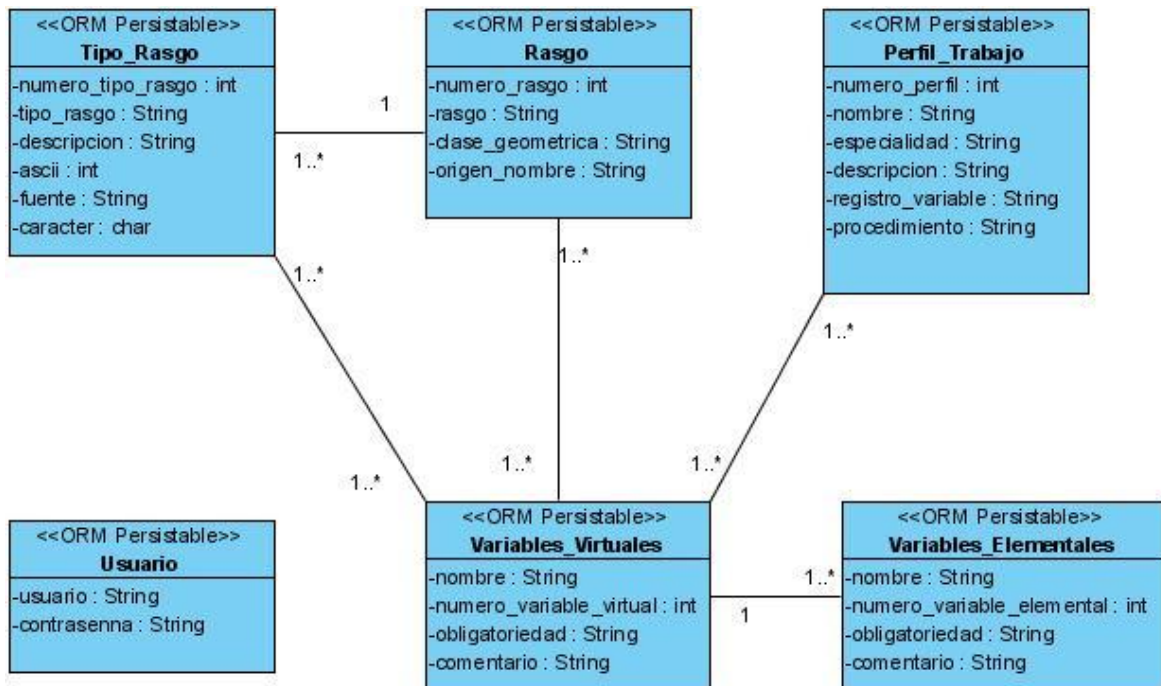 <<ORM Persistable>>
Tipo_Rasgo
-numero_tipo_rasgo : int
-tipo_rasgo : String
-descripcion : String
-ascii : int
-fuente : String
-caracter : char
<<ORM Persistable>>
Rasgo
-numero_rasgo : int
-rasgo : String
-clase_geometrica : String
-origen_nombre : String
<<ORM Persistable>>
Perfil_Trabajo
-numero_perfil : int
-nombre : String
-especialidad : String
-descripcion : String
-registro_variable : String
-procedimiento : String
1
1..*
1..*
1..*
1..*
1..*
1..*
1..*
<<ORM Persistable>>
Usuario
-usuario : String
-contrasenna : String
<<ORM Persistable>>
Variables_Virtuales
-nombre : String
-numero_variable_virtual : int
-obligatoriedad : String
-comentario : String
1..*
1
<<ORM Persistable>>
Variables_Elementales
-nombre : String
-numero_variable_elemental : int
-obligatoriedad : String
-comentario : String